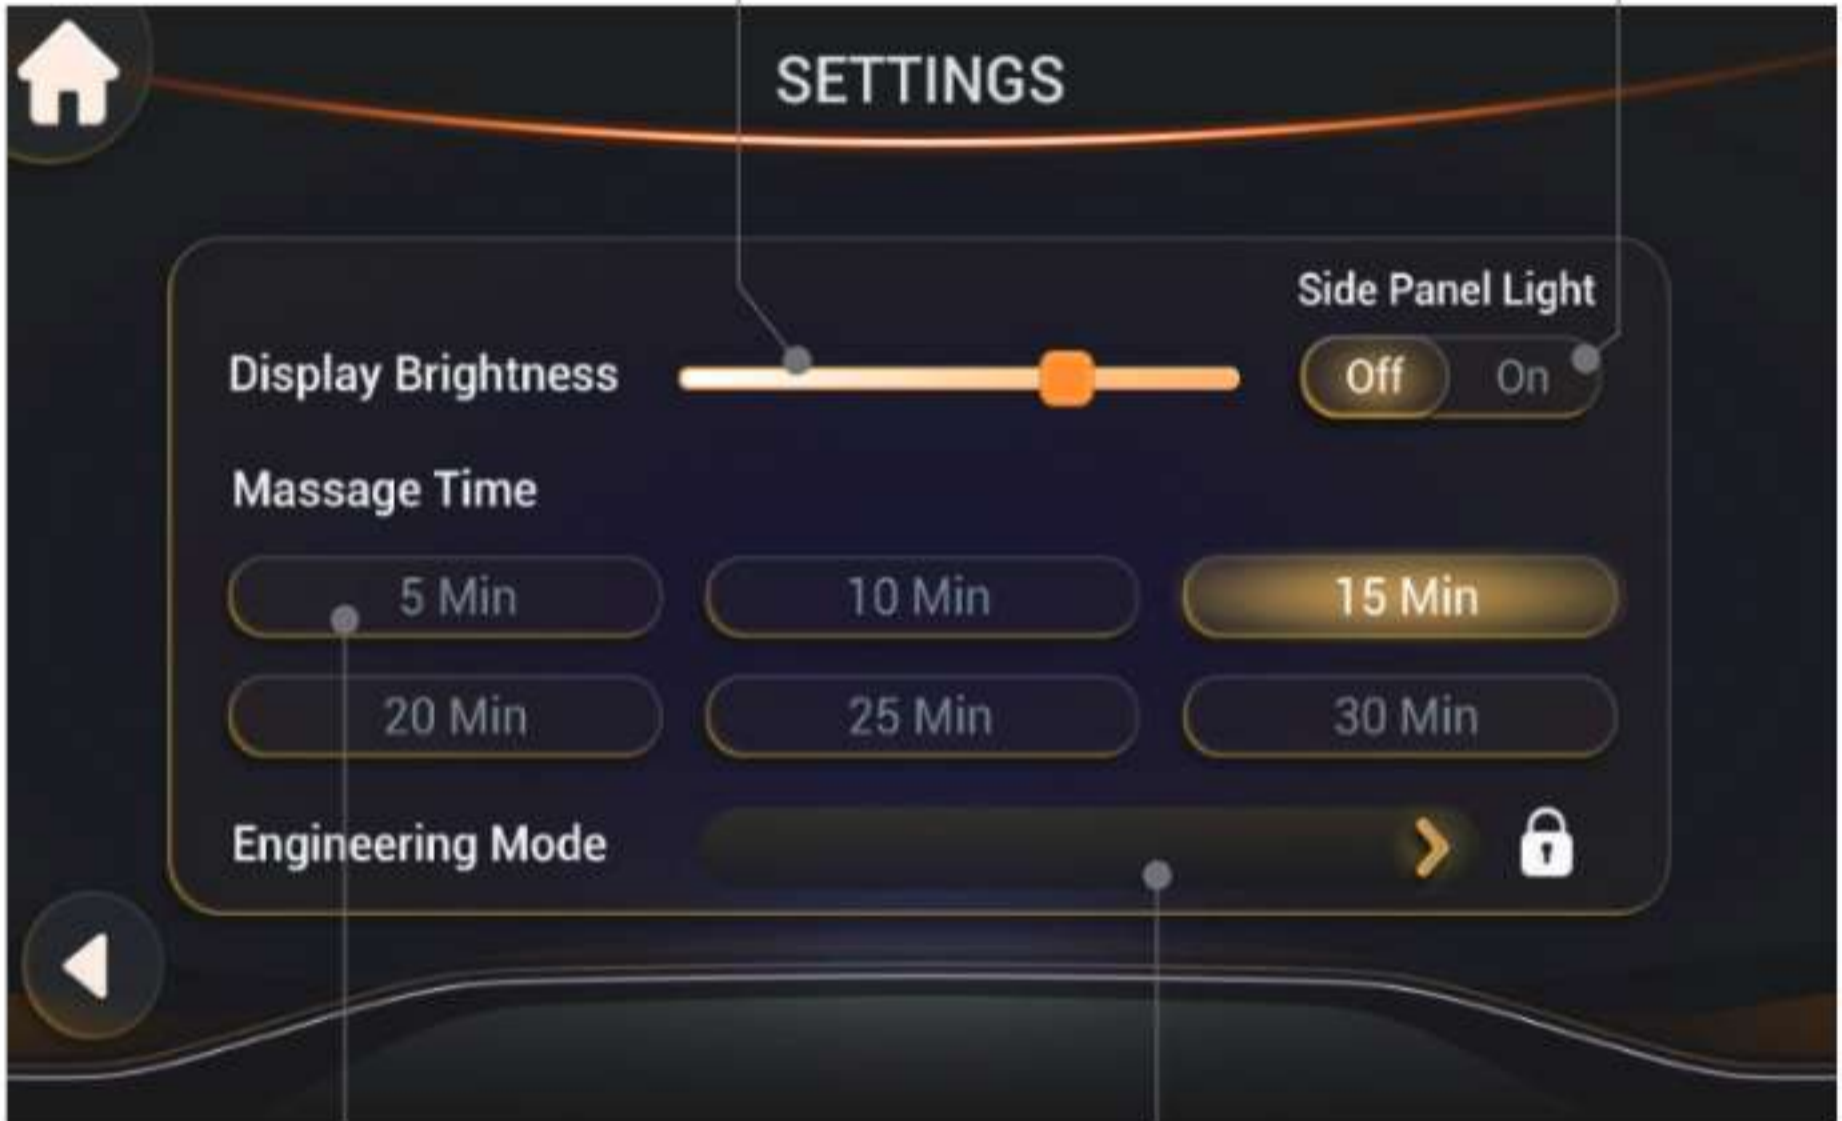 SETTINGS
Side Panel Light
Display Brightness
Off On
Massage Time
5 Min 10 Min 15 Min
20 Min 25 Min 30 Min
Engineering Mode